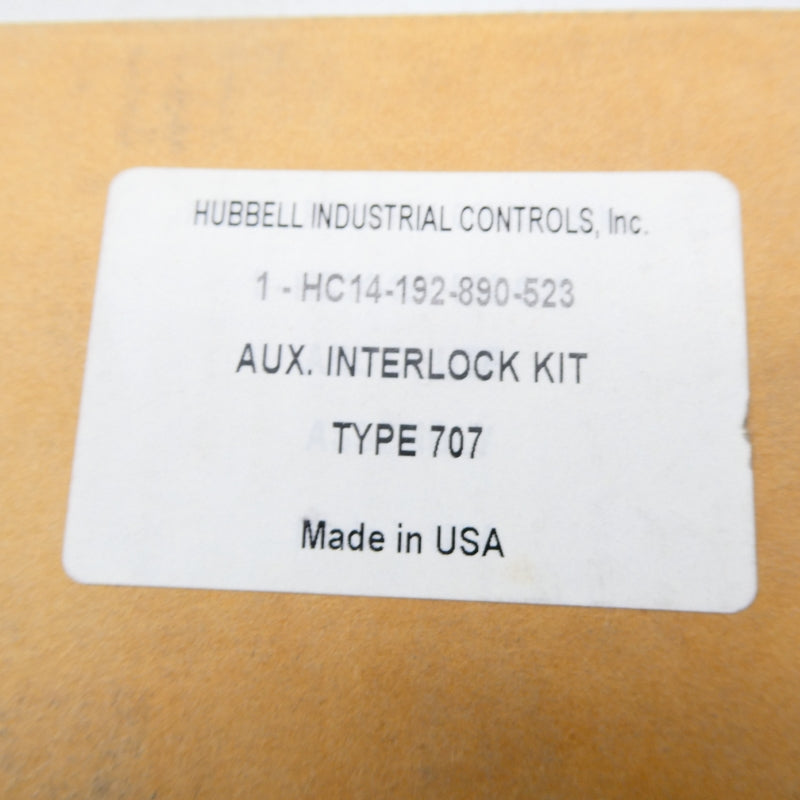 HUBBELL INDUSTRIAL CONTROLS, Inc.
1 - HC14-192-890-523
AUX. INTERLOCK KIT
TYPE 707
Made in USA